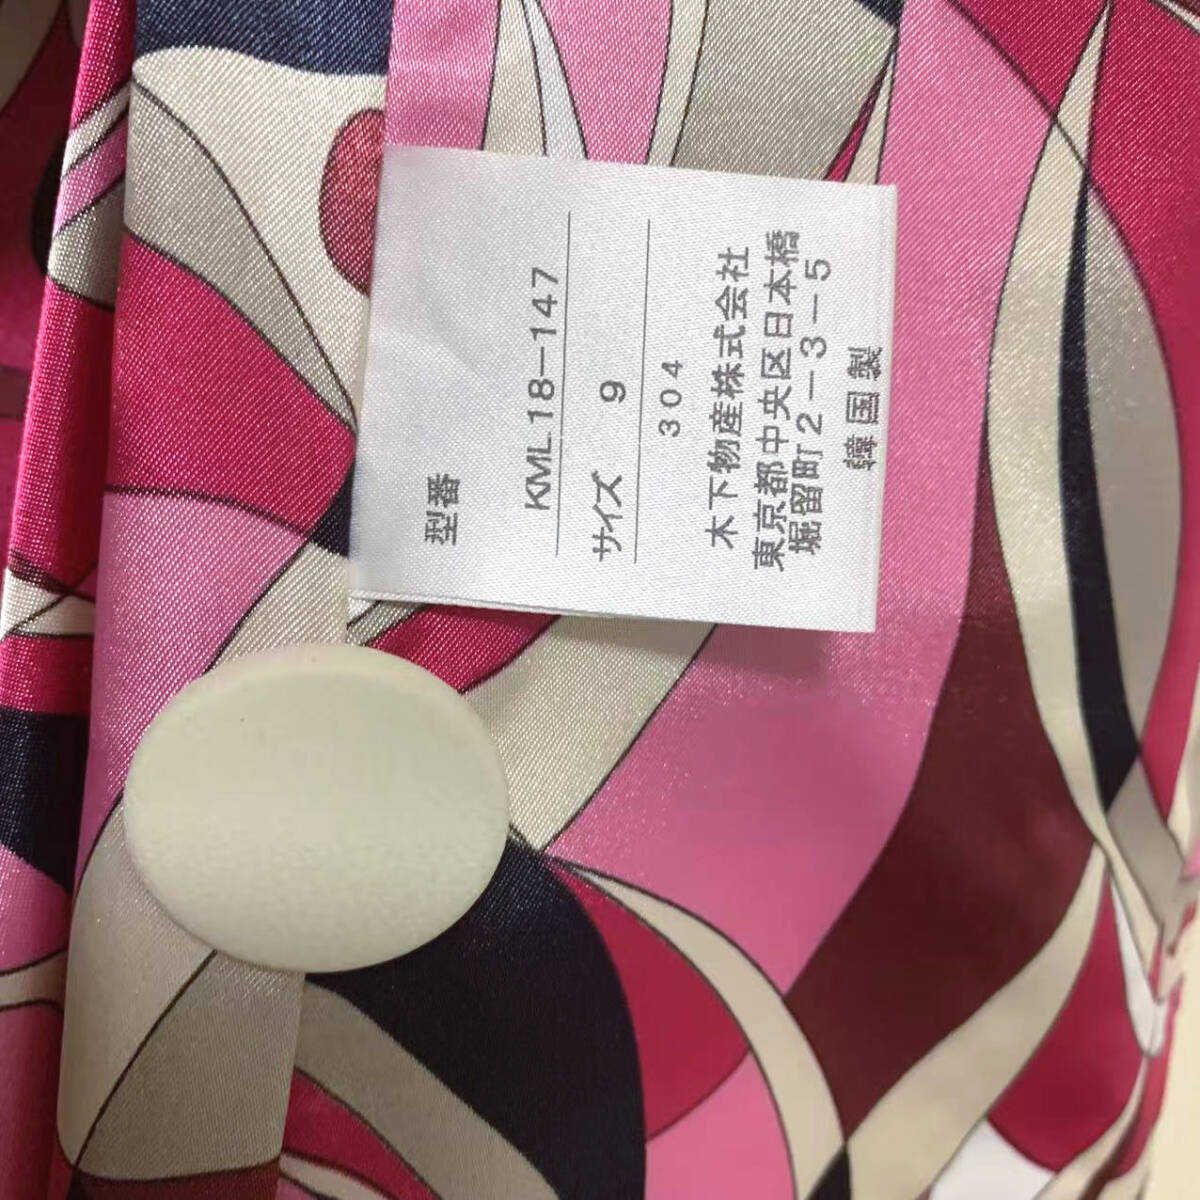 型番
KML18-147
サイズ 9
304
木下物産株式会社
東京都中央区日本橋
堀留町2-3-5
韓国製